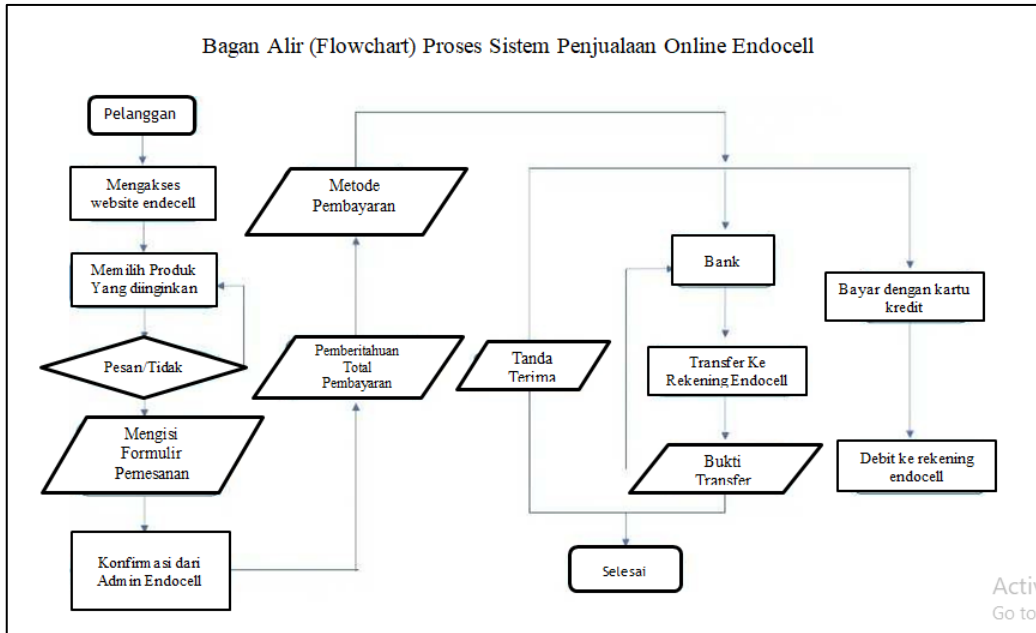 Bagan Alir (Flowchart) Proses Sistem Penjualaan Online Endocell
Pelanggan
Mengakses
website endecell
Memilih Produk
Yang diinginkan
Pesan/Tidak
Mengisi
Formulir
Pemesanan
Konfirmasi dari
Admin Endocell
Pemberitahuan
Total
Pembayaran
Metode
Pembayaran
Tanda
Terima
Bank
Transfer Ke
Rekening Endocell
Bukti
Transfer
Bayar dengan kartu
kredit
Debit ke rekening
endocell
Selesai
Activ
Go to